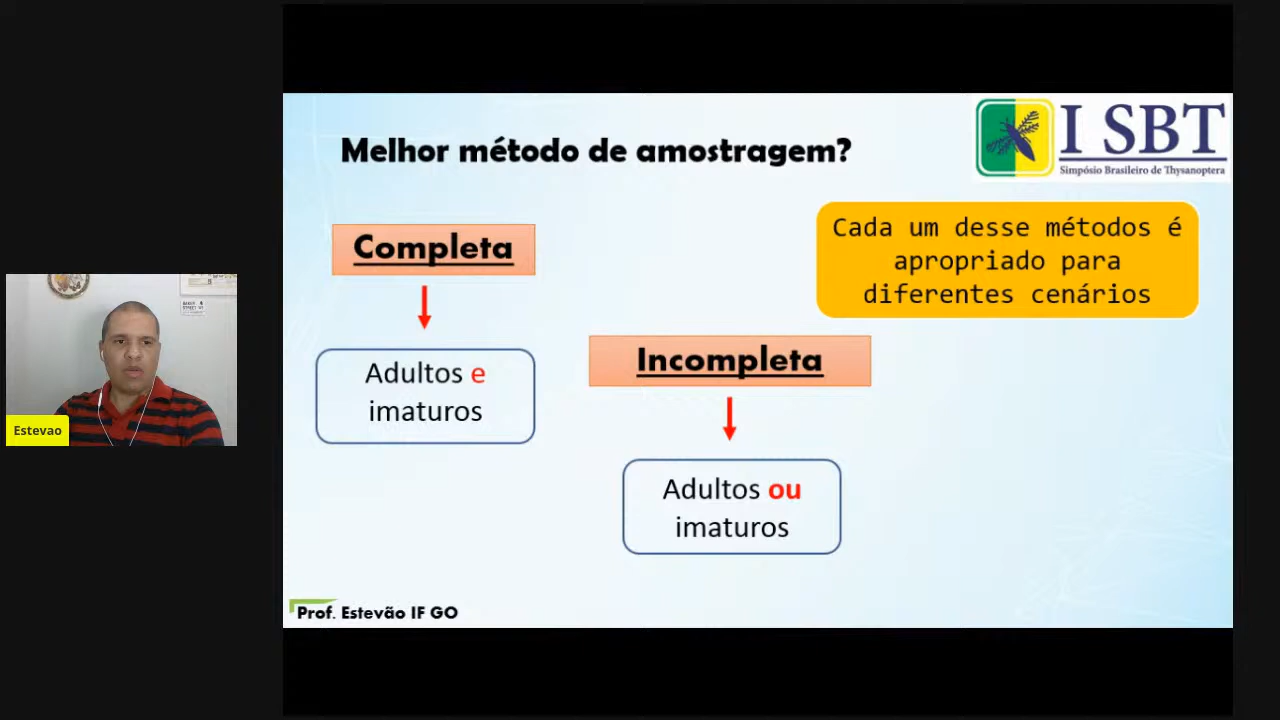 Melhor método de amostragem?
I SBT
Simpósio Brasileiro de Thysanoptera
Completa
Cada um desse métodos é
apropriado para
diferentes cenários
Adultos e
imaturos
Incompleta
Adultos ou
imaturos
Estevao
Prof. Estevão IF GO